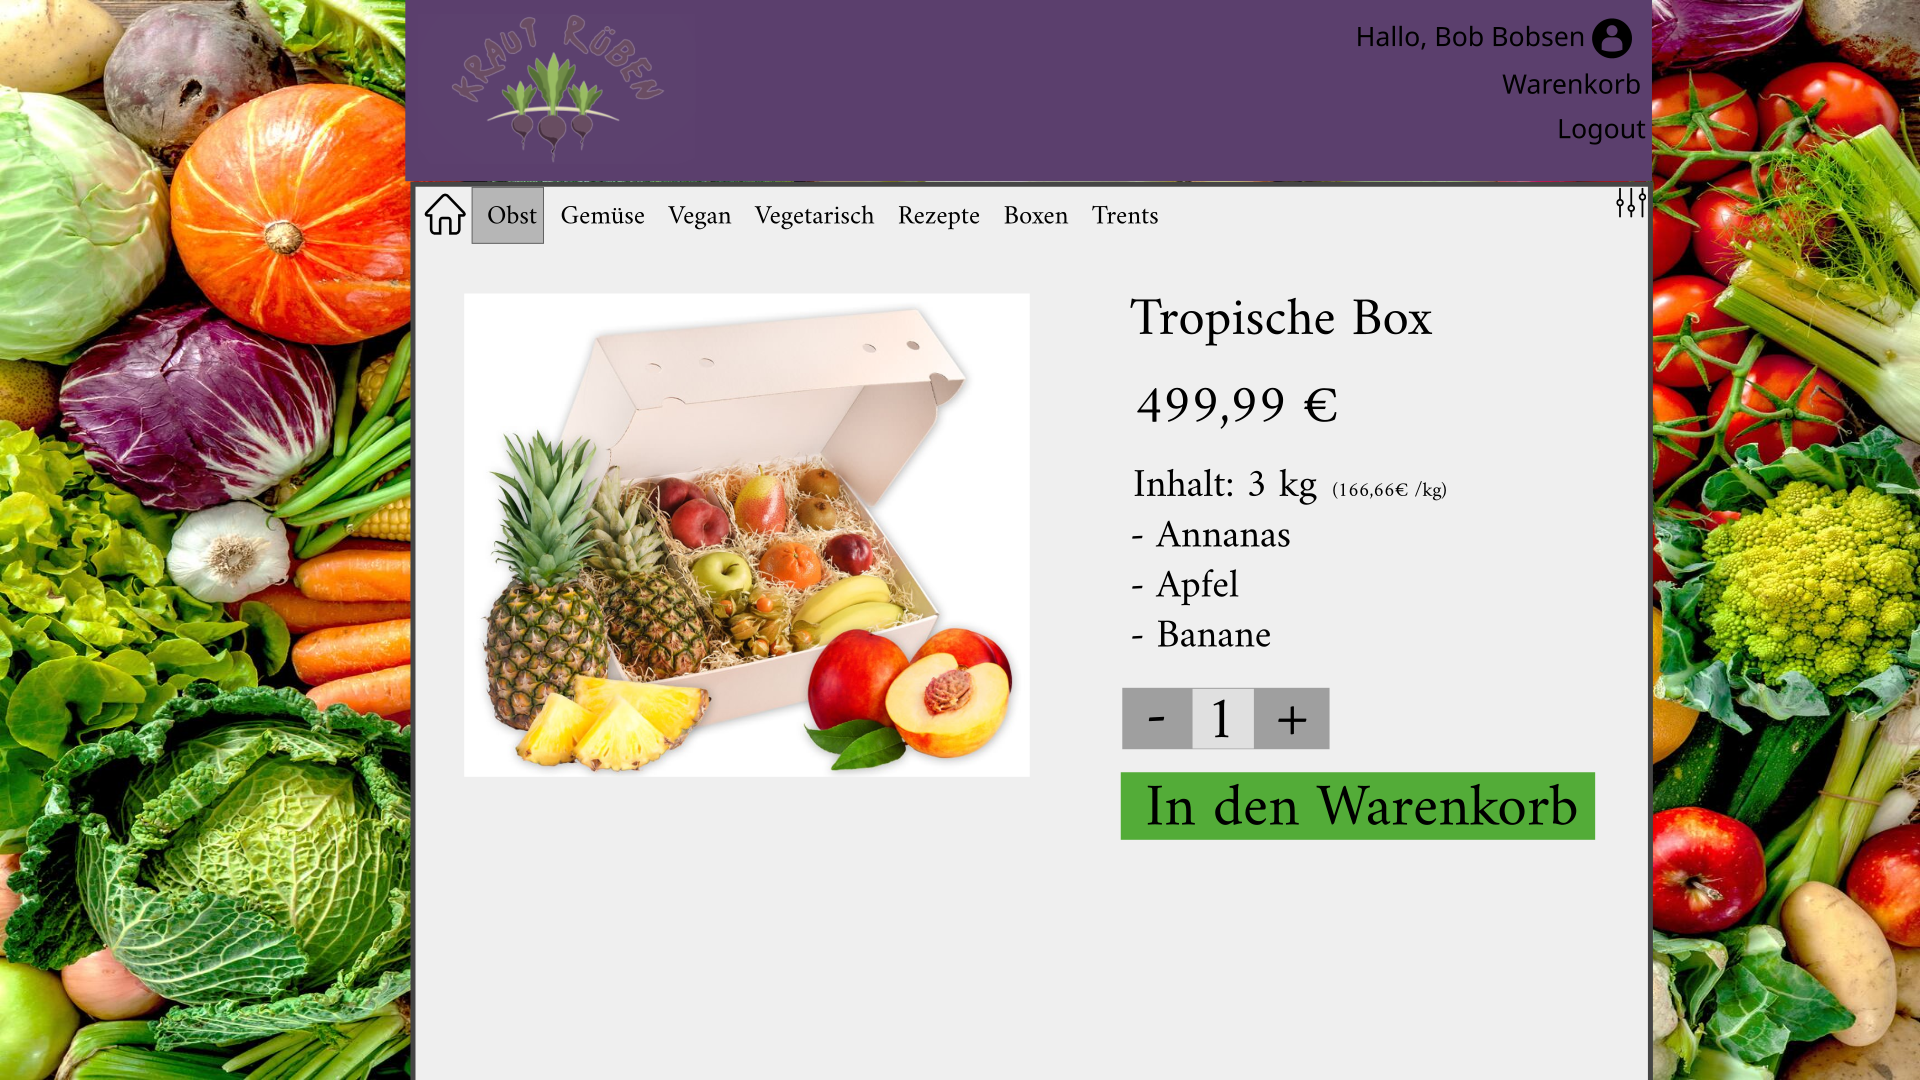 KRAUT RÜBEN
Hallo, Bob Bobsen
Warenkorb
Logout
Obst Gemüse Vegan Vegetarisch Rezepte Boxen Trents
Tropische Box
499,99 €
Inhalt: 3 kg (166,66€ /kg)
- Annanas
- Apfel
- Banane
- 1 +
In den Warenkorb